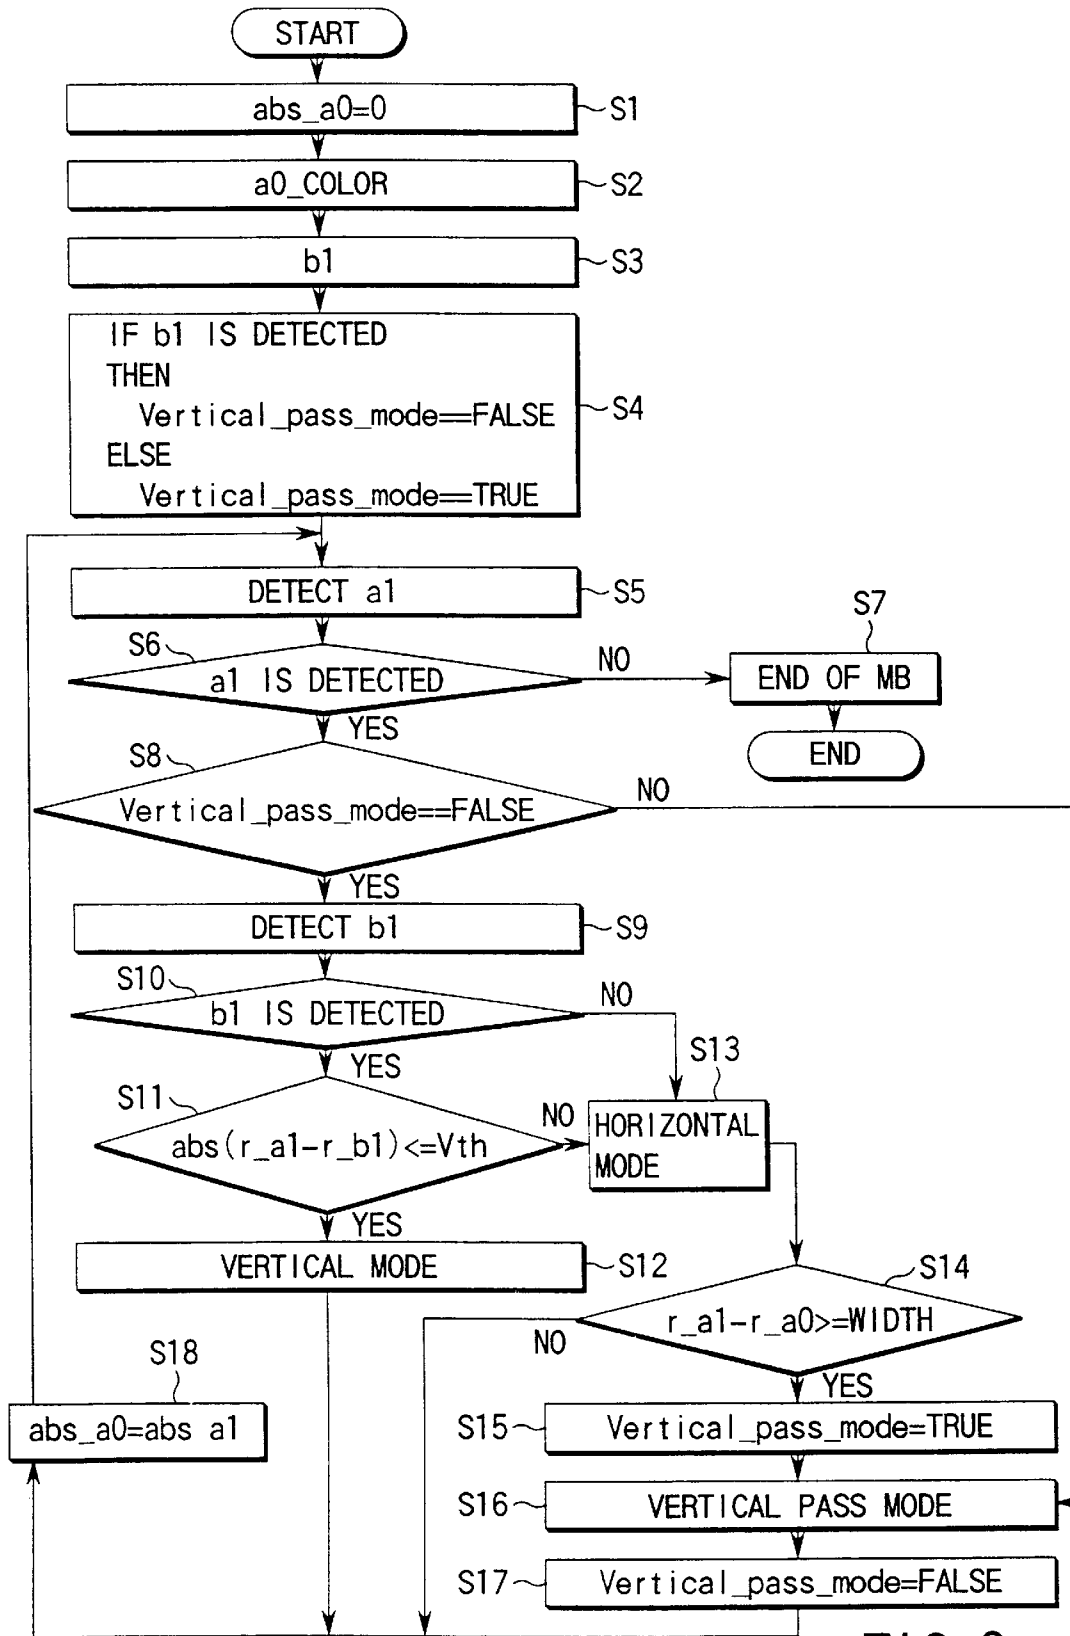 START
abs_a0=0
S1
a0_COLOR
S2
b1
S3
IF b1 IS DETECTED
THEN
Vertical_pass_mode==FALSE
ELSE
Vertical_pass_mode==TRUE
S4
DETECT a1
S5
S6
a1 IS DETECTED
NO
S7
END OF MB
END
YES
S8
Vertical_pass_mode==FALSE
NO
YES
DETECT b1
S9
S10
b1 IS DETECTED
NO
YES
S11
abs(r_a1-r_b1)<=Vth
NO
S13
HORIZONTAL
MODE
YES
VERTICAL MODE
S12
S14
r_a1-r_a0>=WIDTH
NO
YES
S18
abs_a0=abs a1
S15
Vertical_pass_mode=TRUE
S16
VERTICAL PASS MODE
S17
Vertical_pass_mode=FALSE